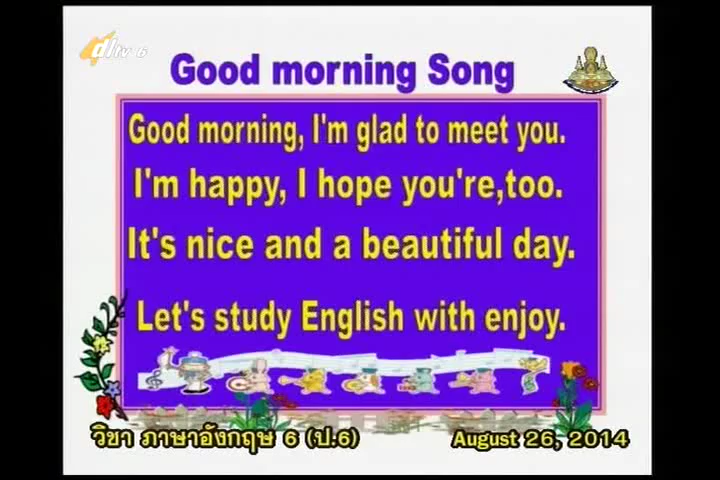 dltv 6
Good morning Song
Good morning, I'm glad to meet you.
I'm happy, I hope you're,too.
It's nice and a beautiful day.
Let's study English with enjoy.
วิชา ภาษาอังกฤษ 6 (ป.6)
August 26, 2014